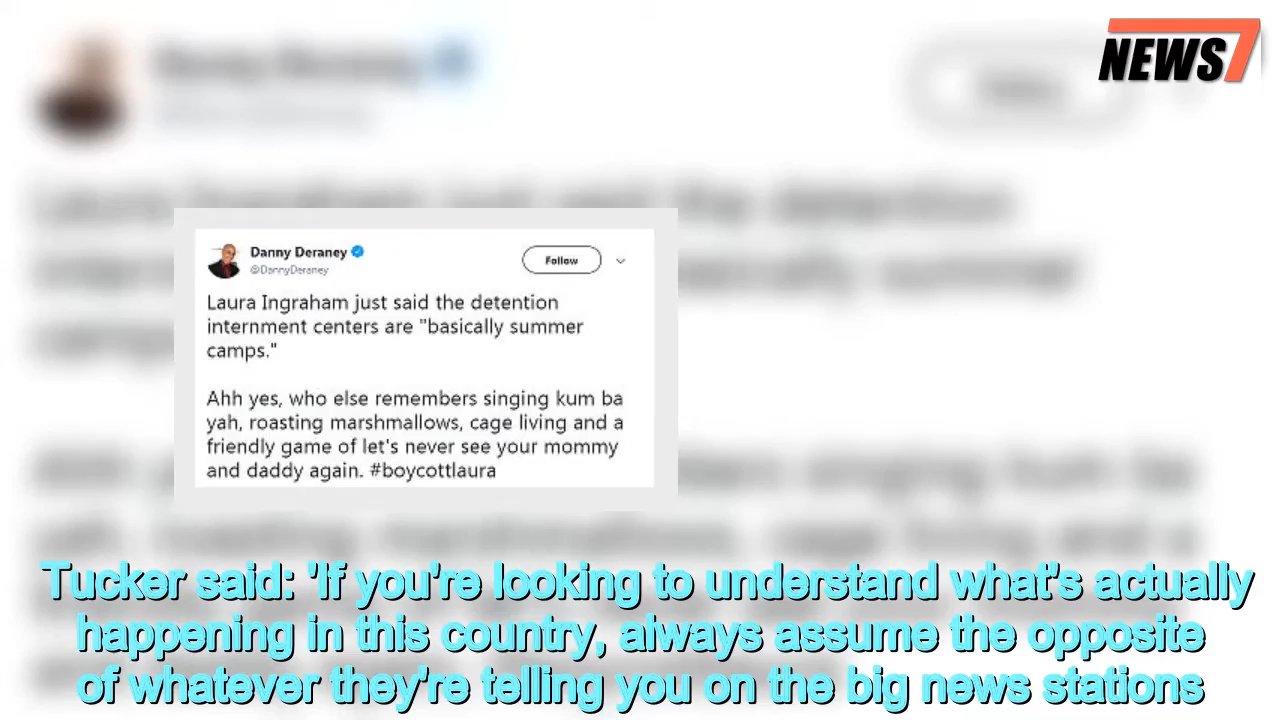 NEWS7
Danny Deraney
@DannyDeraney
Follow
Laura Ingraham just said the detention
internment centers are "basically summer
camps."
Ahh yes, who else remembers singing kum ba
yah, roasting marshmallows, cage living and a
friendly game of let's never see your mommy
and daddy again. #boycottlaura
Tucker said: 'If you're looking to understand what's actually
happening in this country, always assume the opposite
of whatever they're telling you on the big news stations